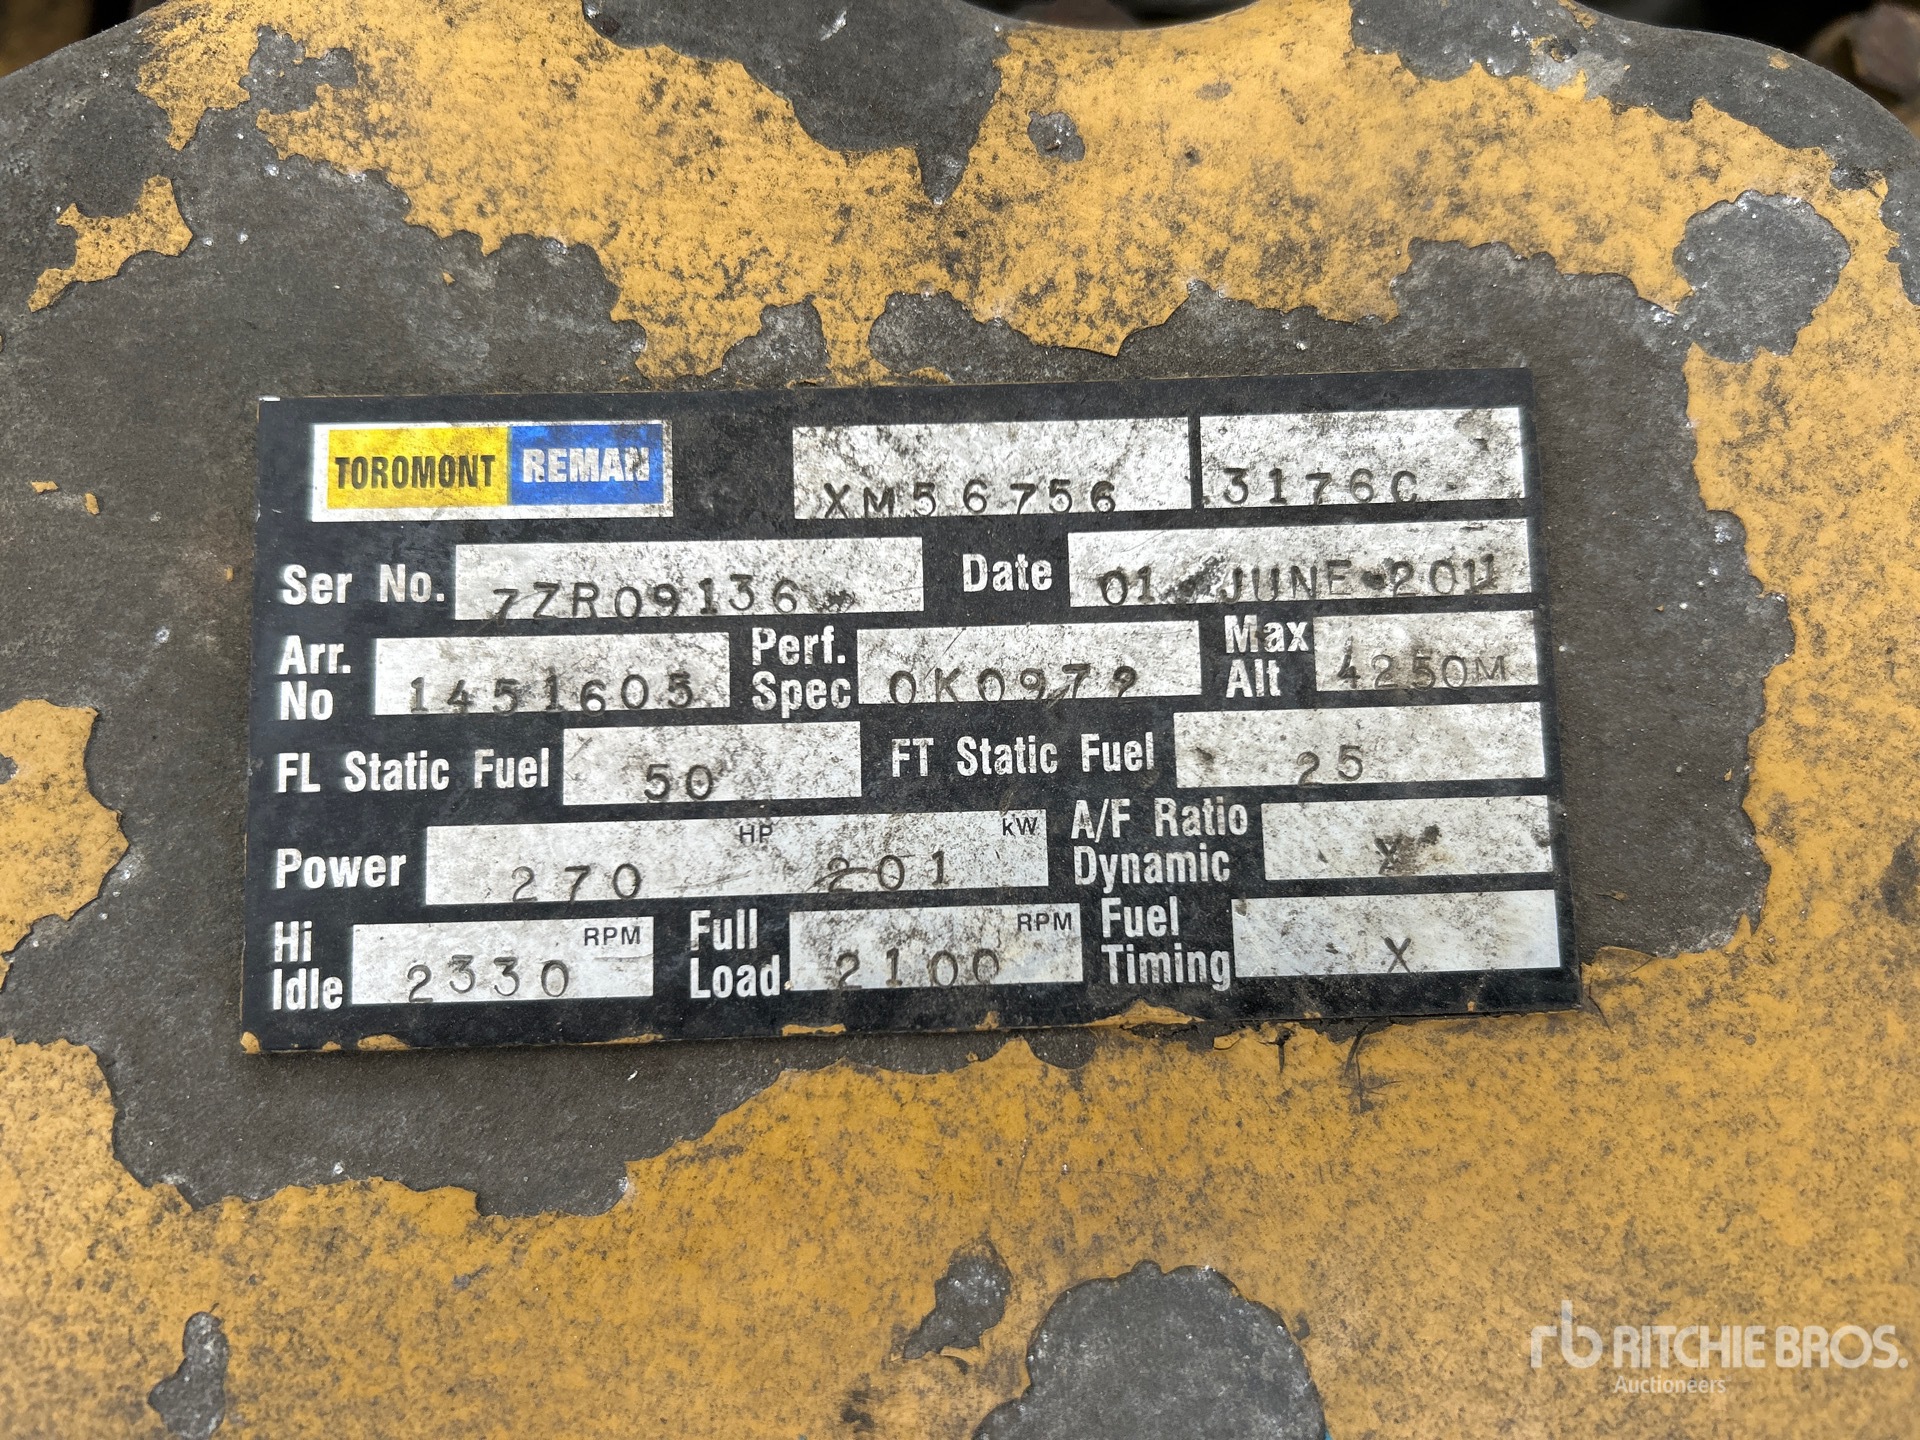 TOROMONT REMAN XM56756 3176C
Ser No. 7ZR09136 Date 01 JUNE 2011
Arr. No 1451605 Perf. Spec 0K0979 Max Alt 4250M
FL Static Fuel 50 FT Static Fuel 25
Power 270 HP 201 kW A/F Ratio Dynamic X
Hi Idle 2330 RPM Full Load 2100 RPM Fuel Timing X
rb RITCHIE BROS.
Auctioneers